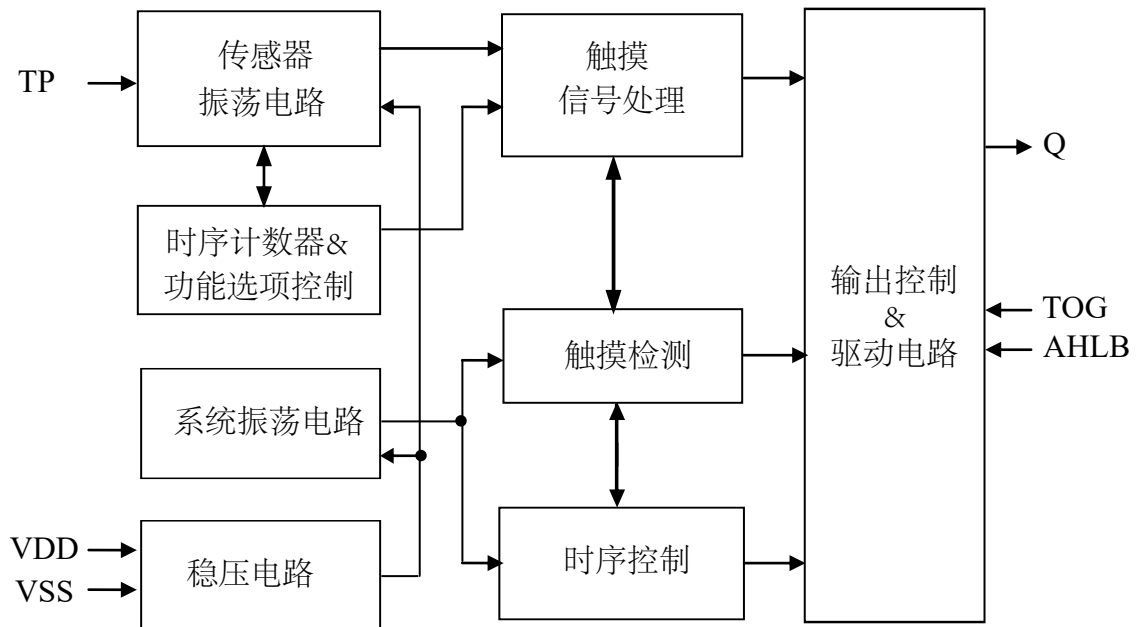 TP
传感器
振荡电路
触摸
信号处理
Q
时序计数器&
功能选项控制
输出控制
&
驱动电路
TOG
AHLB
触摸检测
系统振荡电路
VDD
VSS
稳压电路
时序控制